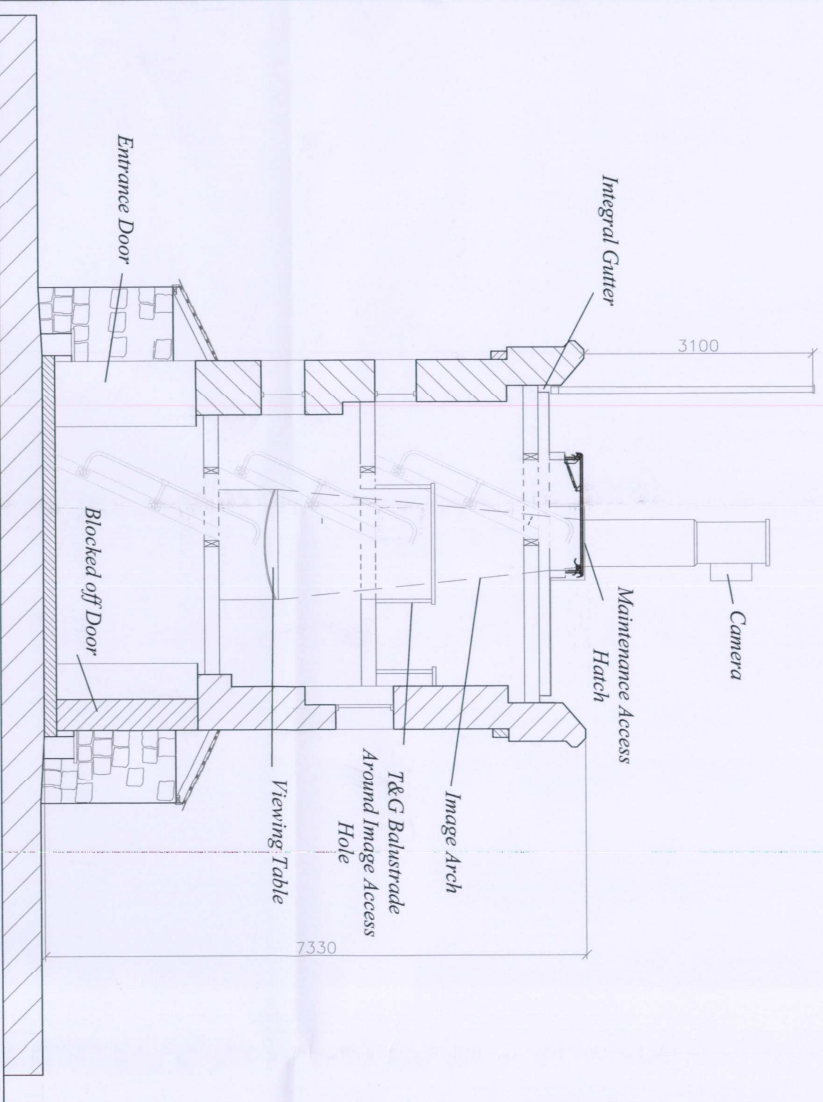 3100
Integral Gutter
Camera
Maintenance Access
Hatch
Entrance Door
Image Arch
T&G Balustrade
Around Image Access
Hole
Blocked off Door
Viewing Table
7330